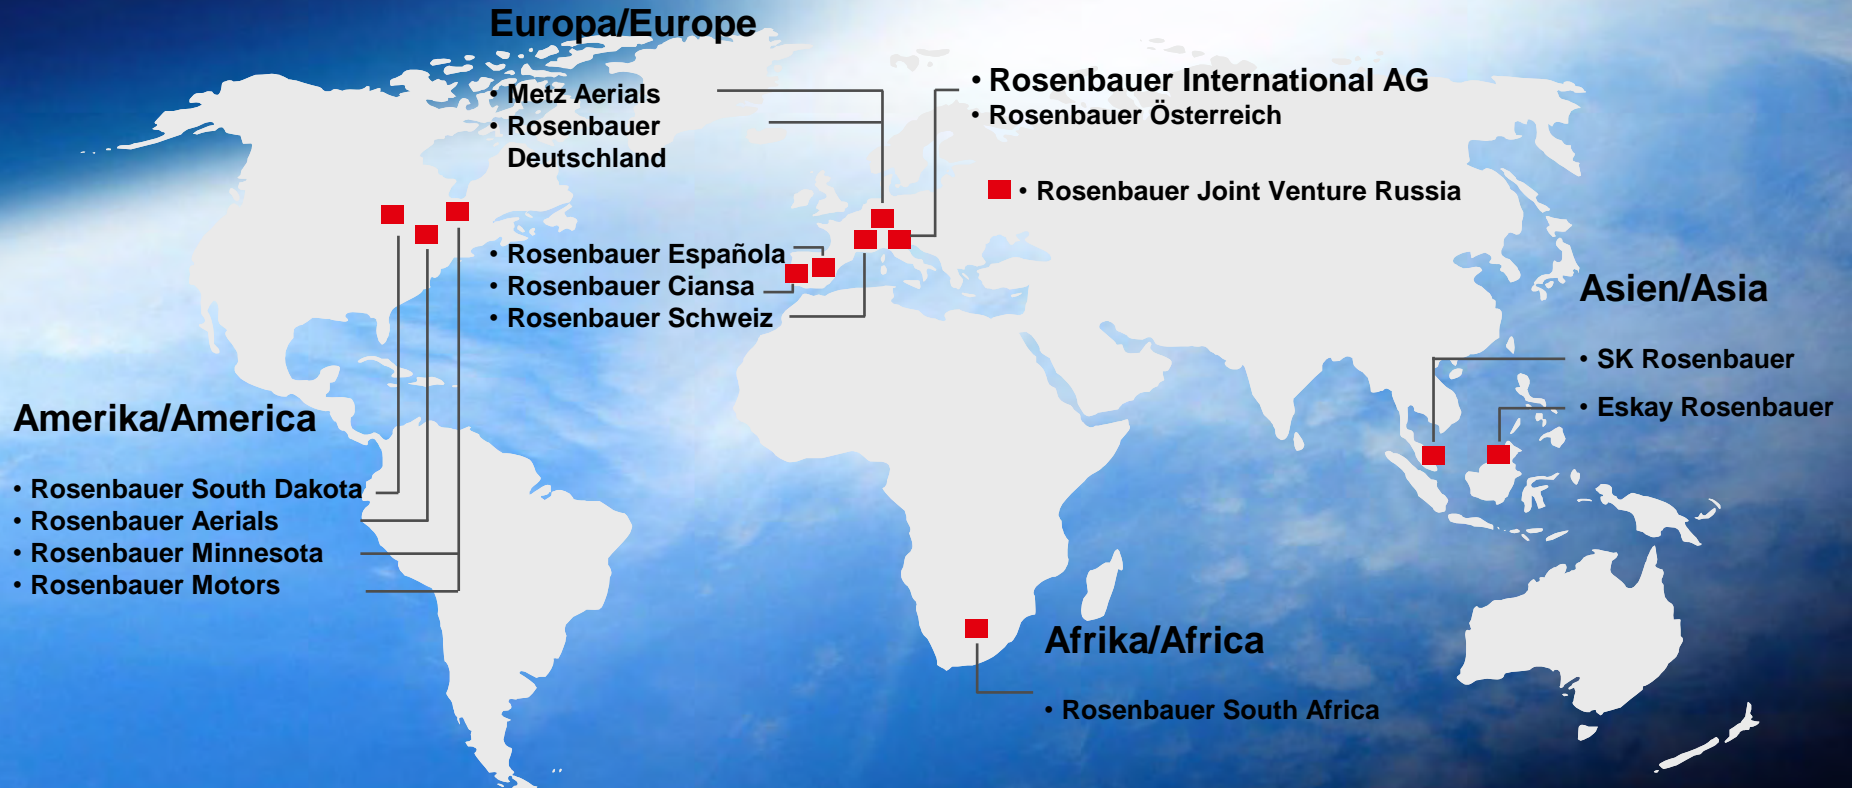 Europa/Europe
• Metz Aerials
• Rosenbauer
Deutschland
• Rosenbauer International AG
• Rosenbauer Österreich
• Rosenbauer Joint Venture Russia
• Rosenbauer Española
• Rosenbauer Ciansa
• Rosenbauer Schweiz
Asien/Asia
• SK Rosenbauer
• Eskay Rosenbauer
Amerika/America
• Rosenbauer South Dakota
• Rosenbauer Aerials
• Rosenbauer Minnesota
• Rosenbauer Motors
Afrika/Africa
• Rosenbauer South Africa